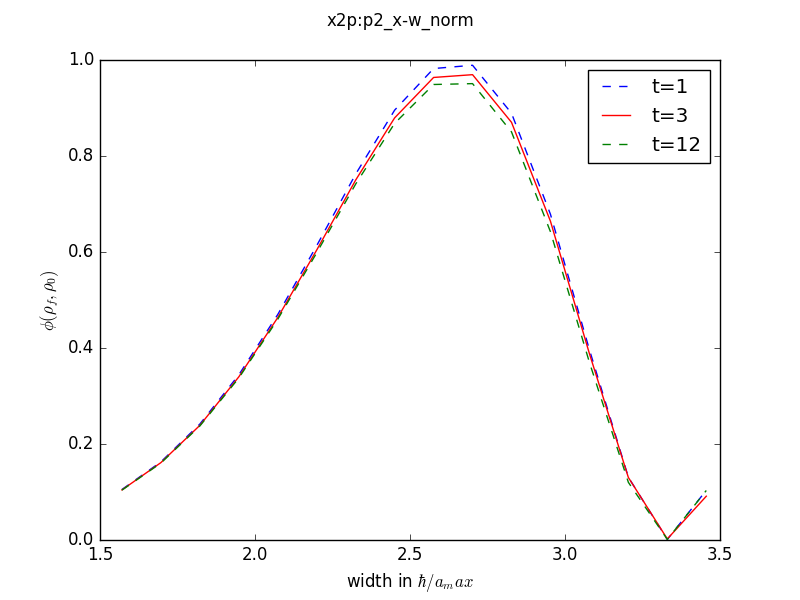 x2p:p2_x-w_norm
1.0
0.8
0.6
0.4
0.2
0.0
ϕ(ρ_f, ρ_0)
t=1
t=3
t=12
1.5 2.0 2.5 3.0 3.5
width in ℏ/a_max